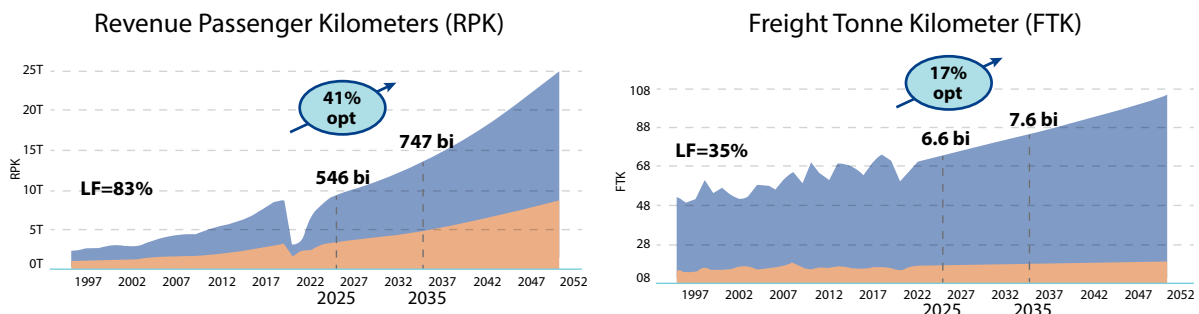 Revenue Passenger Kilometers (RPK)
25T
20T
15T
10T
5T
0T
RPK
41%
opt
747 bi
546 bi
LF=83%
1997 2002 2007 2012 2017 2022 2027 2032 2037 2042 2047 2052
2025 2035
Freight Tonne Kilometer (FTK)
108
88
68
48
28
08
FTK
17%
opt
7.6 bi
6.6 bi
LF=35%
1997 2002 2007 2012 2017 2022 2027 2032 2037 2042 2047 2052
2025 2035